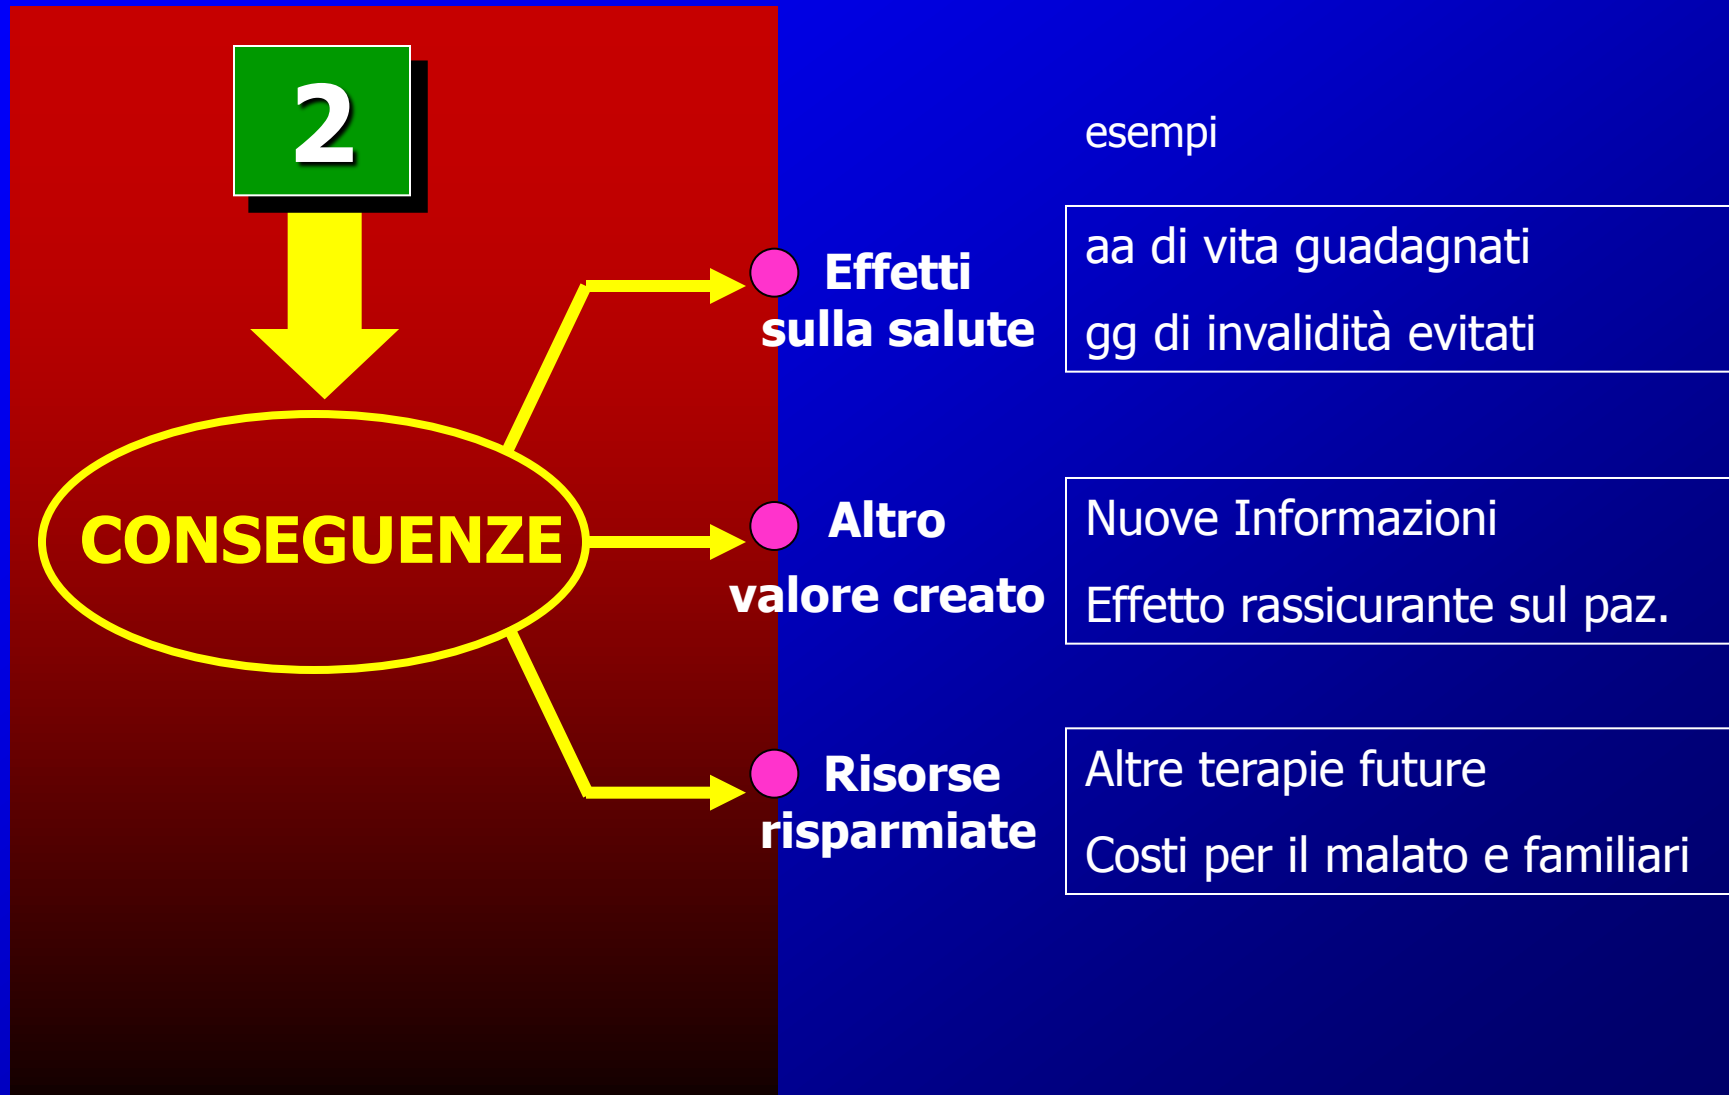 2
esempi
CONSEGUENZE
Effetti
sulla salute
aa di vita guadagnati
gg di invalidità evitati
Altro
valore creato
Nuove Informazioni
Effetto rassicurante sul paz.
Risorse
risparmiate
Altre terapie future
Costi per il malato e familiari